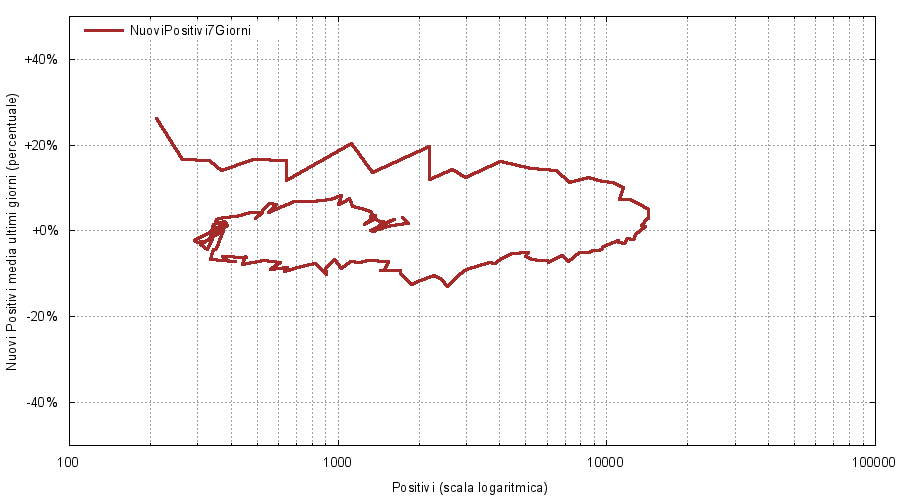 NuoviPositivi7Giorni
+40%
+20%
+0%
-20%
-40%
Nuovi Positivi media ultimi giorni (percentuale)
100 1000 10000 100000
Positivi (scala logaritmica)